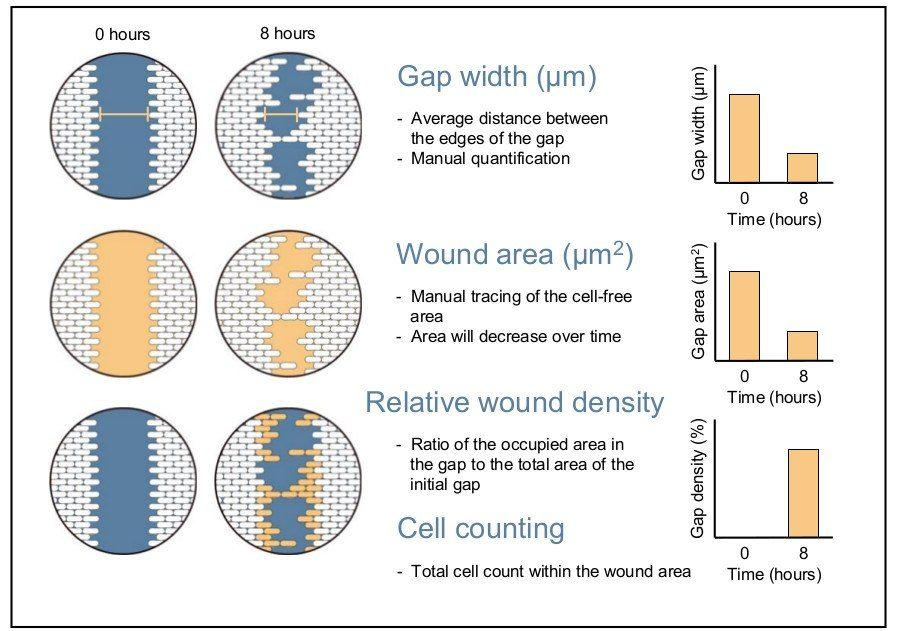 0 hours
8 hours
Gap width (µm)
- Average distance between
the edges of the gap
- Manual quantification
Gap width (µm)
0
8
Time (hours)
Wound area (µm²)
- Manual tracing of the cell-free
area
- Area will decrease over time
Gap area (µm²)
0
8
Time (hours)
Relative wound density
- Ratio of the occupied area in
the gap to the total area of the
initial gap
Cell counting
- Total cell count within the wound area
Gap density (%)
0
8
Time (hours)